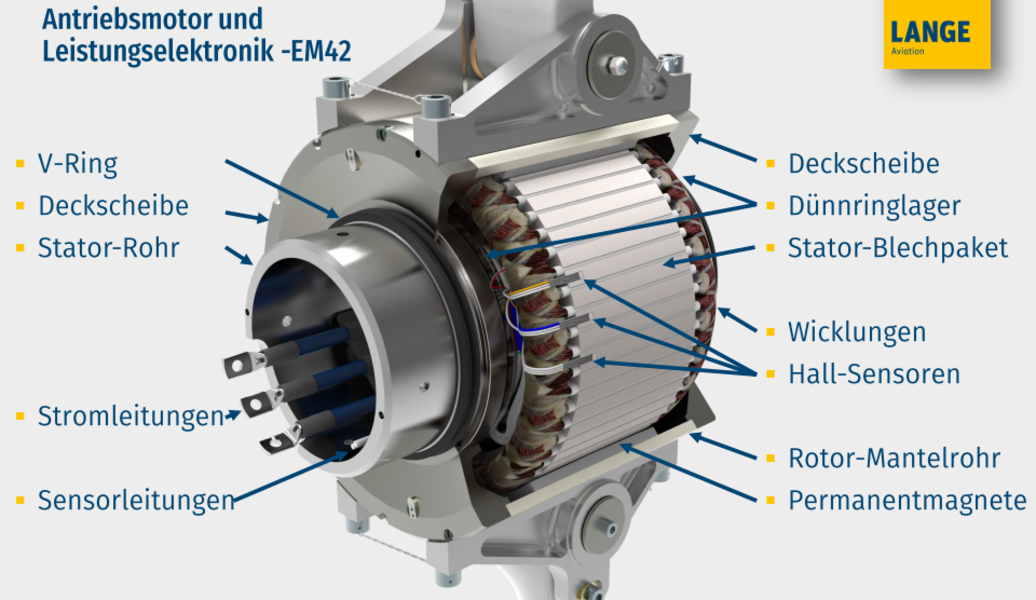 Antriebsmotor und
Leistungselektronik -EM42
LANGE
Aviation
V-Ring
Deckscheibe
Stator-Rohr
Stromleitungen
Sensorleitungen
Deckscheibe
Dünnringlager
Stator-Blechpaket
Wicklungen
Hall-Sensoren
Rotor-Mantelrohr
Permanentmagnete